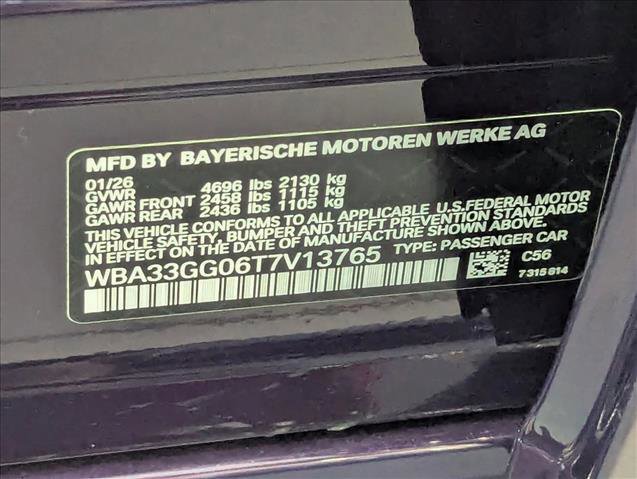 MFD BY BAYERISCHE MOTOREN WERKE AG
01/26
GVWR 4696 lbs 2130 kg
GAWR FRONT 2458 lbs 1115 kg
GAWR REAR 2436 lbs 1105 kg
THIS VEHICLE CONFORMS TO ALL APPLICABLE U.S.FEDERAL MOTOR
VEHICLE SAFETY, BUMPER AND THEFT PREVENTION STANDARDS
IN EFFECT ON THE DATE OF MANUFACTURE SHOWN ABOVE.
WBA33GG06T7V13765 TYPE: PASSENGER CAR
C56
7315614